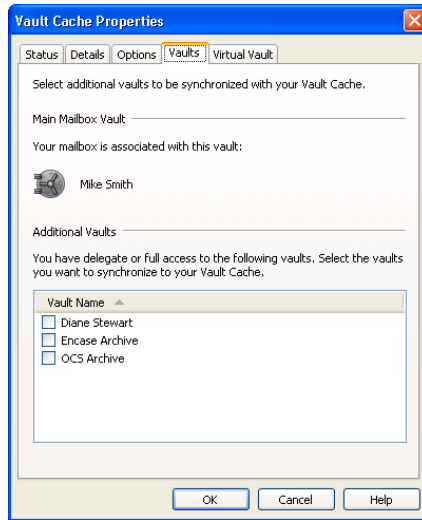 Vault Cache Properties
Status Details Options Vaults Virtual Vault
Select additional vaults to be synchronized with your Vault Cache.
Main Mailbox Vault
Your mailbox is associated with this vault:
Mike Smith
Additional Vaults
You have delegate or full access to the following vaults. Select the vaults
you want to synchronize to your Vault Cache.
Vault Name
Diane Stewart
Encase Archive
OCS Archive
OK Cancel Help